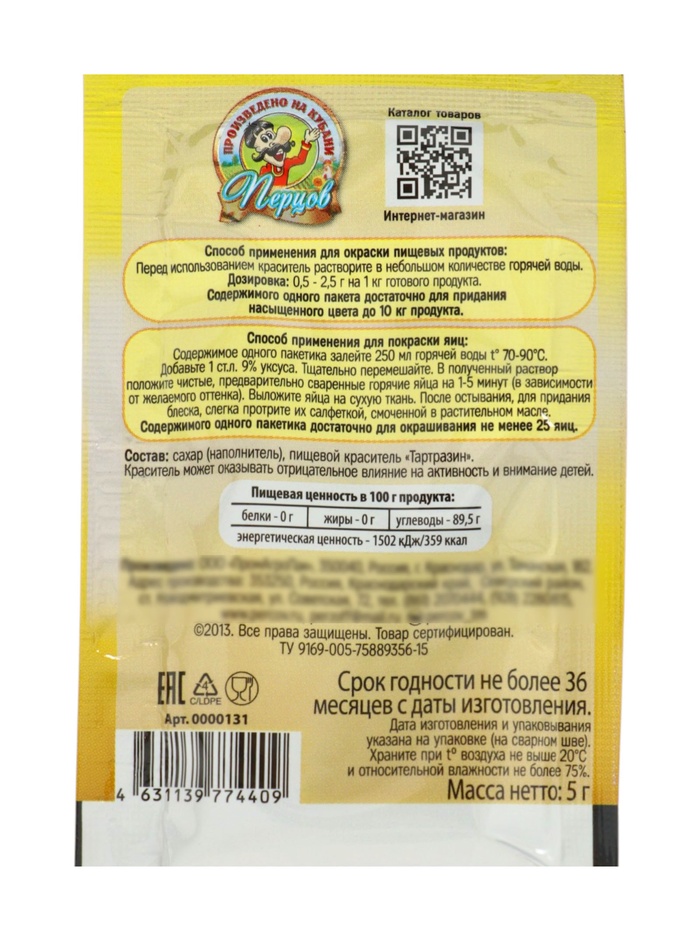 ПРОИЗВЕДЕНО НА КУБАНИ
Перцов
Каталог товаров
Интернет-магазин
Способ применения для окраски пищевых продуктов:
Перед использованием краситель растворите в небольшом количестве горячей воды.
Дозировка: 0,5 - 2,5 г на 1 кг готового продукта.
Содержимого одного пакета достаточно для придания
насыщенного цвета до 10 кг продукта.
Способ применения для покраски яиц:
Содержимое одного пакетика залейте 250 мл горячей воды t° 70-90°C.
Добавьте 1 ст.л. 9% уксуса. Тщательно перемешайте. В полученный раствор
положите чистые, предварительно сваренные горячие яйца на 1-5 минут (в зависимости
от желаемого оттенка). Выложите яйца на сухую ткань. После остывания, для придания
блеска, слегка протрите их салфеткой, смоченной в растительном масле.
Содержимого одного пакетика достаточно для окрашивания не менее 25 яиц.
Состав: сахар (наполнитель), пищевой краситель «Тартразин».
Краситель может оказывать отрицательное влияние на активность и внимание детей.
Пищевая ценность в 100 г продукта:
белки - 0 г жиры - 0 г углеводы - 89,5 г
энергетическая ценность - 1502 кДж/359 ккал
©2013. Все права защищены. Товар сертифицирован.
ТУ 9169-005-75889356-15
EAC 4 C/LDPE
Арт. 0000131
4 631139 774409
Срок годности не более 36
месяцев с даты изготовления.
Дата изготовления и упаковывания
указана на упаковке (на сварном шве).
Храните при t° воздуха не выше 20°C
и относительной влажности не более 75%.
Масса нетто: 5 г